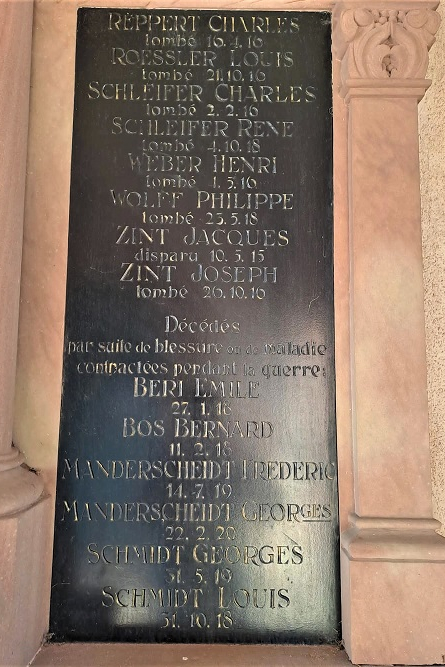 REPPERT CHARLES
tombé 16.4.16
ROESSLER LOUIS
tombé 21.10.16
SCHLEIFER CHARLES
tombé 2.2.16
SCHLEIFER RENE
tombé 4.10.18
WEBER HENRI
tombé 1.5.16
WOLFF PHILIPPE
tombé 23.5.18
ZINT JACQUES
disparu 10.3.15
ZINT JOSEPH
tombé 26.10.16
Décédés
par suite de blessure ou de maladie
contractées pendant la guerre:
BERI EMILE
27.1.18
BOS BERNARD
11.2.18
MANDERSCHEIDT FREDERIC
14.7.19
MANDERSCHEIDT GEORGES
22.2.20
SCHMIDT GEORGES
31.5.19
SCHMIDT LOUIS
31.10.18